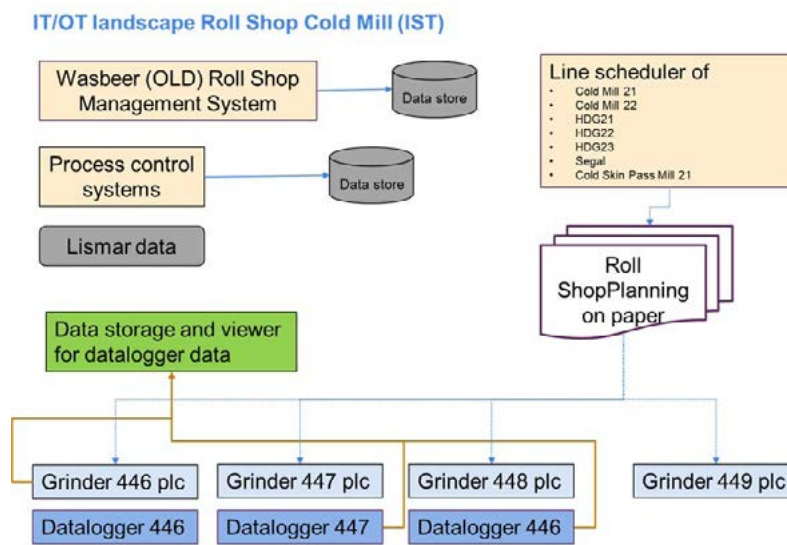 IT/OT landscape Roll Shop Cold Mill (IST)
Wasbeer (OLD) Roll Shop
Management System
Data store
Line scheduler of
• Cold Mill 21
• Cold Mill 22
• HDG21
• HDG22
• HDG23
• Segal
• Cold Skin Pass Mill 21
Process control
systems
Data store
Lismar data
Roll
ShopPlanning
on paper
Data storage and viewer
for datalogger data
Grinder 446 plc
Grinder 447 plc
Grinder 448 plc
Grinder 449 plc
Datalogger 446
Datalogger 447
Datalogger 446